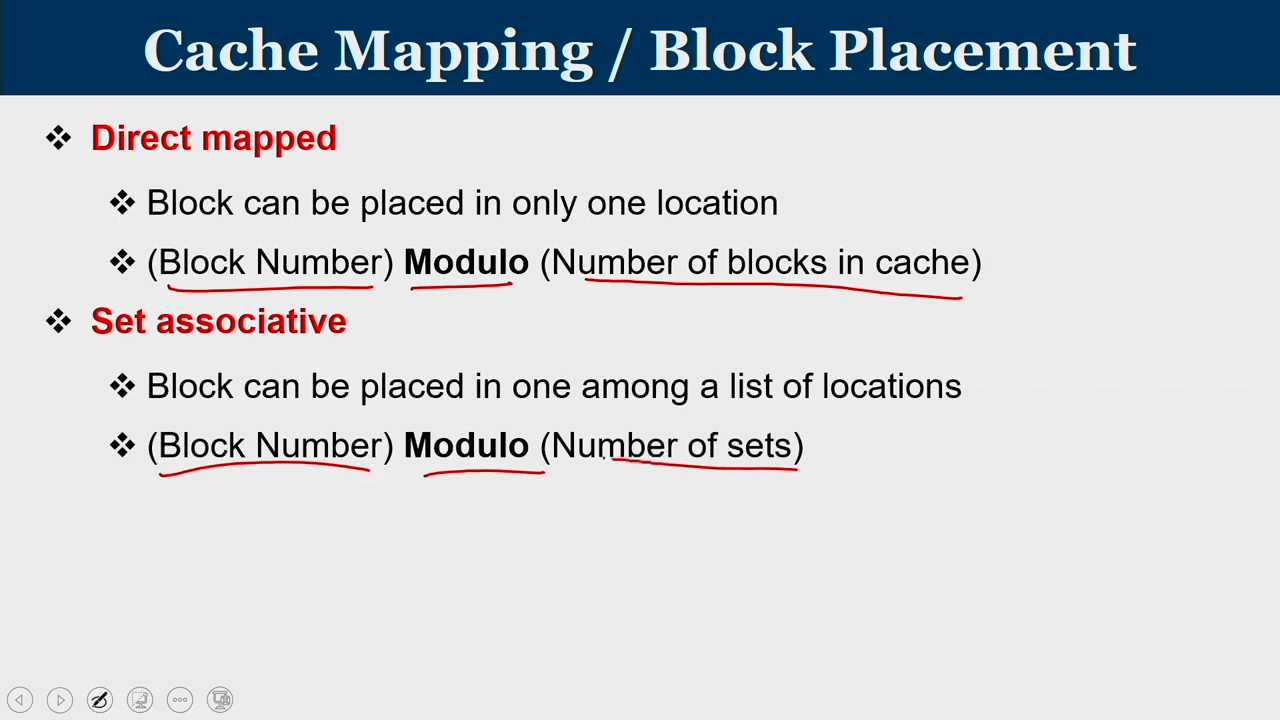 Cache Mapping / Block Placement
❖ Direct mapped
❖ Block can be placed in only one location
❖ (Block Number) Modulo (Number of blocks in cache)
❖ Set associative
❖ Block can be placed in one among a list of locations
❖ (Block Number) Modulo (Number of sets)